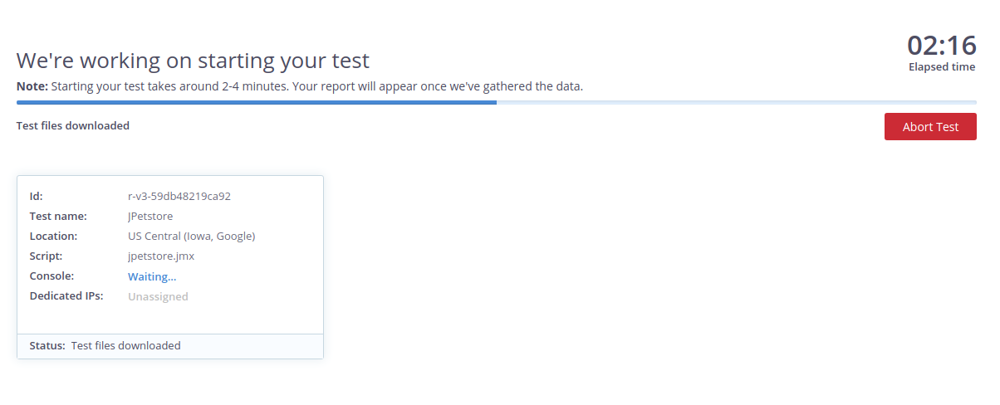 02:16
We're working on starting your test
Elapsed time
Note: Starting your test takes around 2-4 minutes. Your report will appear once we've gathered the data.
Test files downloaded
Abort Test
Id: r-v3-59db48219ca92
Test name: JPetstore
Location: US Central (Iowa, Google)
Script: jpetstore.jmx
Console: Waiting...
Dedicated IPs: Unassigned
Status: Test files downloaded